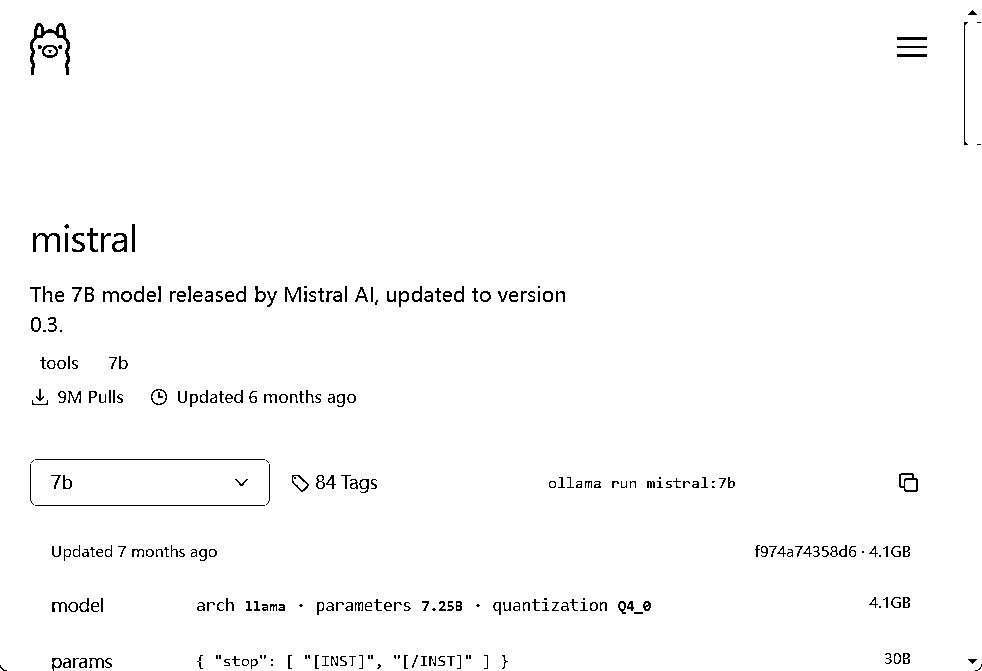 mistral
The 7B model released by Mistral AI, updated to version
0.3.
tools 7b
9M Pulls Updated 6 months ago
7b 84 Tags ollama run mistral:7b
Updated 7 months ago f974a74358d6 · 4.1GB
model arch llama · parameters 7.25B · quantization Q4_0 4.1GB
params { "stop": [ "[INST]", "[/INST]" ] } 30B